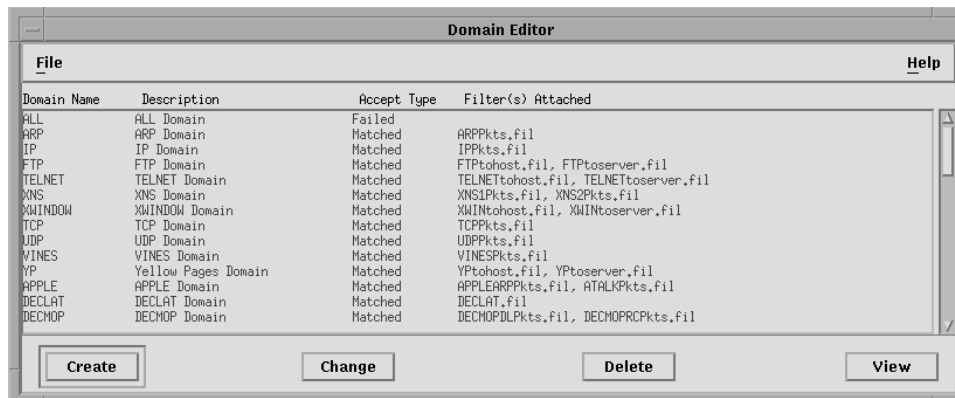 Domain Editor
File Help
Domain Name Description Accept Type Filter(s) Attached
ALL ALL Domain Failed
ARP ARP Domain Matched ARPPkts.fil
IP IP Domain Matched IPPkts.fil
FTP FTP Domain Matched FTPtohost.fil, FTPtoserver.fil
TELNET TELNET Domain Matched TELNETtohost.fil, TELNETtoserver.fil
XNS XNS Domain Matched XNS1Pkts.fil, XNS2Pkts.fil
XWINDOW XWINDOW Domain Matched XWINtohost.fil, XWINtoserver.fil
TCP TCP Domain Matched TCPPkts.fil
UDP UDP Domain Matched UDPPkts.fil
VINES VINES Domain Matched VINESPkts.fil
YP Yellow Pages Domain Matched YPtohost.fil, YPtoserver.fil
APPLE APPLE Domain Matched APPLEARPPkts.fil, ATALKPkts.fil
DECLAT DECLAT Domain Matched DECLAT.fil
DECMOP DECMOP Domain Matched DECMOPDLPkts.fil, DECMOPRCPkts.fil
Create Change Delete View